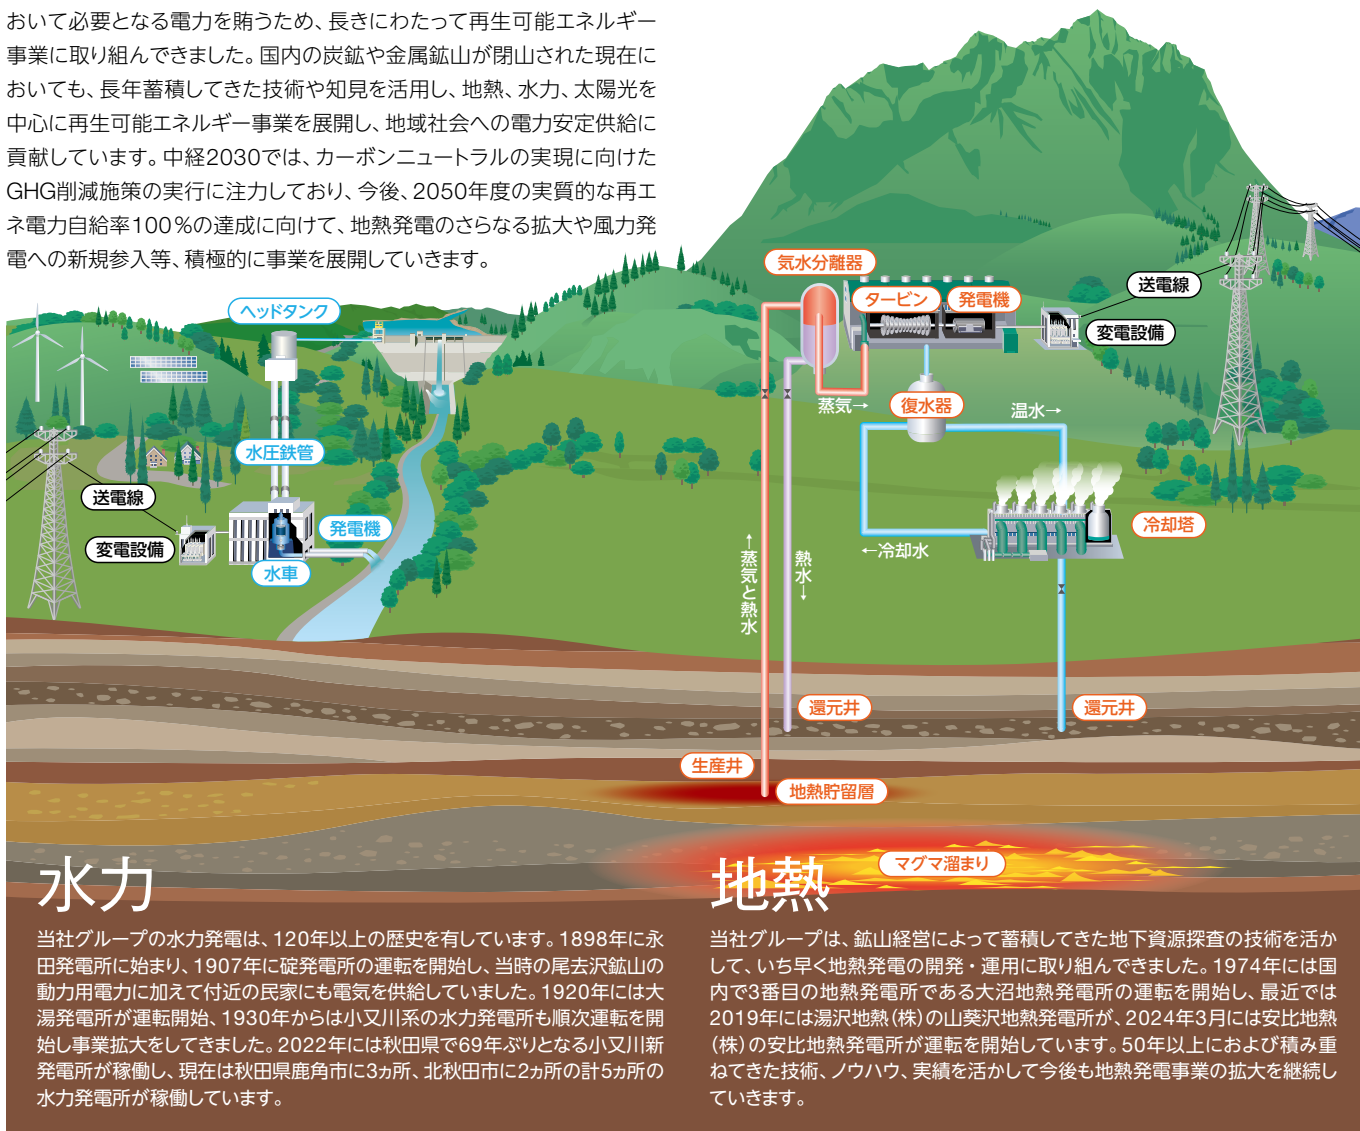 おいて必要となる電力を賄うため、長きにわたって再生可能エネルギー
事業に取り組んできました。国内の炭鉱や金属鉱山が閉山された現在に
おいても、長年蓄積してきた技術や知見を活用し、地熱、水力、太陽光を
中心に再生可能エネルギー事業を展開し、地域社会への電力安定供給に
貢献しています。中経2030では、カーボンニュートラルの実現に向けた
GHG削減施策の実行に注力しており、今後、2050年度の実質的な再エ
ネ電力自給率100％の達成に向けて、地熱発電のさらなる拡大や風力発
電への新規参入等、積極的に事業を展開していきます。
ヘッドタンク
水圧鉄管
送電線
変電設備
発電機
水車
気水分離器
タービン
発電機
送電線
変電設備
蒸気→
復水器
温水→
冷却塔
←冷却水
←蒸気と熱水
熱水→
還元井
還元井
生産井
地熱貯留層
マグマ溜まり
水力
当社グループの水力発電は、120年以上の歴史を有しています。1898年に永
田発電所に始まり、1907年に碇発電所の運転を開始し、当時の尾去沢鉱山の
動力用電力に加えて付近の民家にも電気を供給していました。1920年には大
湯発電所が運転開始、1930年からは小又川系の水力発電所も順次運転を開
始し事業拡大をしてきました。2022年には秋田県で69年ぶりとなる小又川新
発電所が稼働し、現在は秋田県鹿角市に3ヵ所、北秋田市に2ヵ所の計5ヵ所の
水力発電所が稼働しています。
地熱
当社グループは、鉱山経営によって蓄積してきた地下資源探査の技術を活か
して、いち早く地熱発電の開発・運用に取り組んできました。1974年には国
内で3番目の地熱発電所である大沼地熱発電所の運転を開始し、最近では
2019年には湯沢地熱(株)の山葵沢地熱発電所が、2024年3月には安比地熱
(株)の安比地熱発電所が運転を開始しています。50年以上におよび積み重
ねてきた技術、ノウハウ、実績を活かして今後も地熱発電事業の拡大を継続し
ていきます。